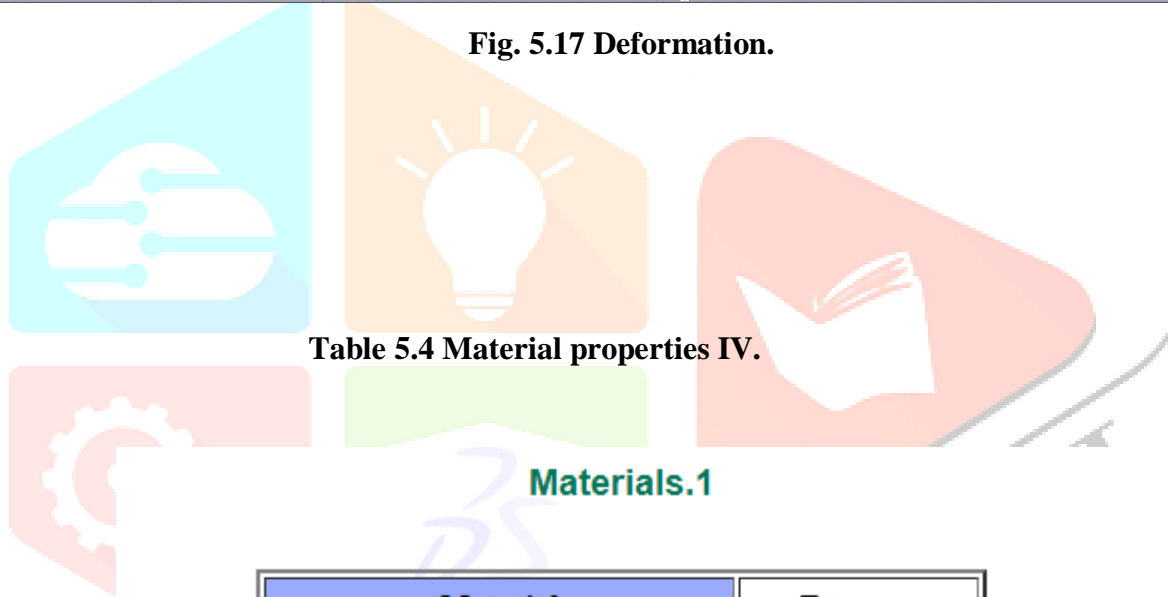 Fig. 5.17 Deformation.
Table 5.4 Material properties IV.
Materials.1